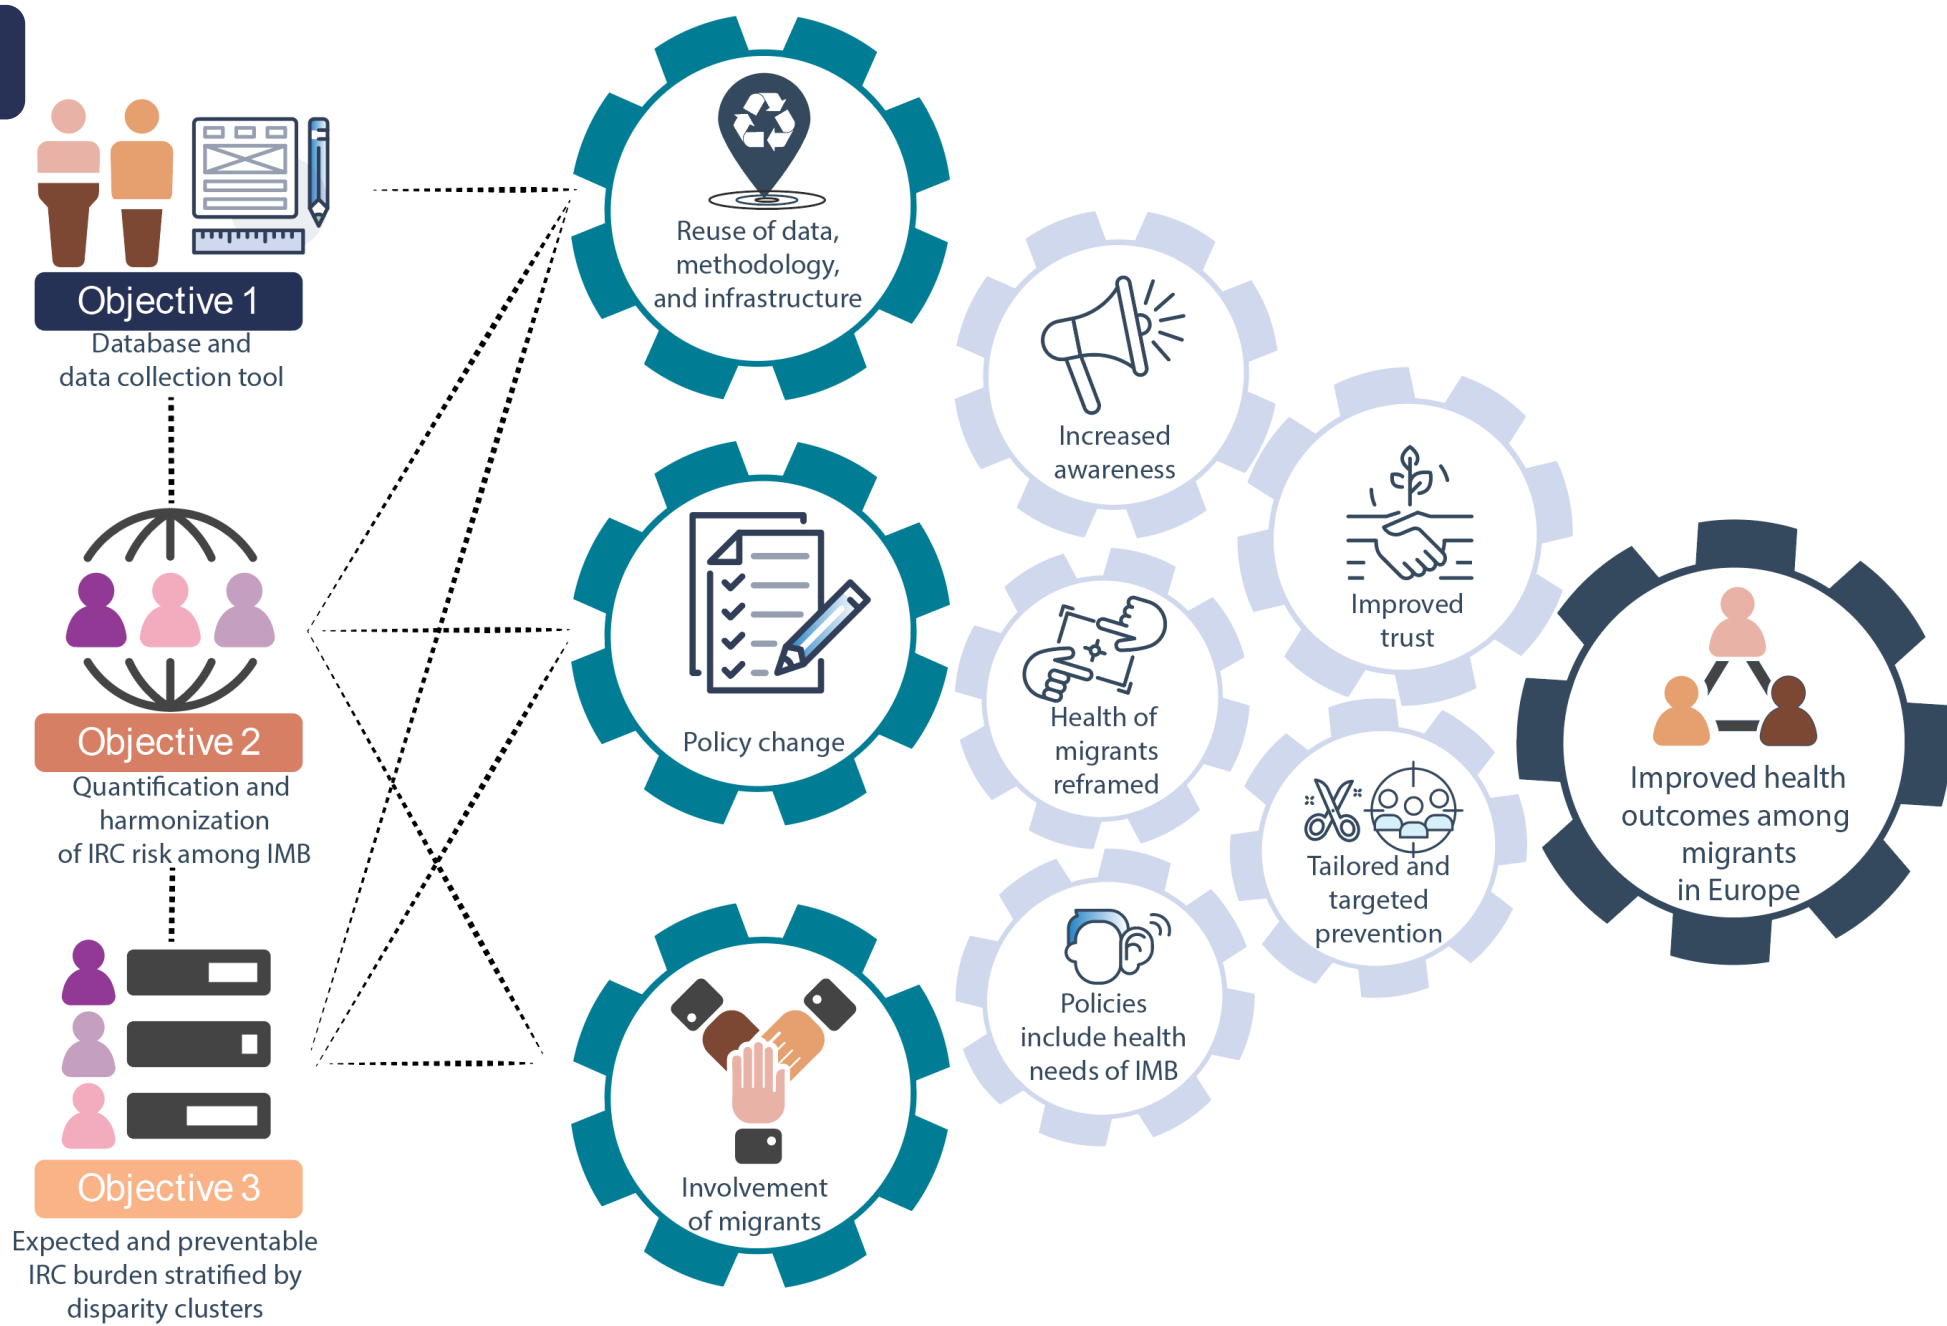 Objective 1
Database and
data collection tool
Objective 2
Quantification and
harmonization
of IRC risk among IMB
Objective 3
Expected and preventable
IRC burden stratified by
disparity clusters
Reuse of data,
methodology,
and infrastructure
Policy change
Involvement
of migrants
Increased
awareness
Health of
migrants
reframed
Policies
include health
needs of IMB
Improved
trust
Tailored and
targeted
prevention
Improved health
outcomes among
migrants
in Europe